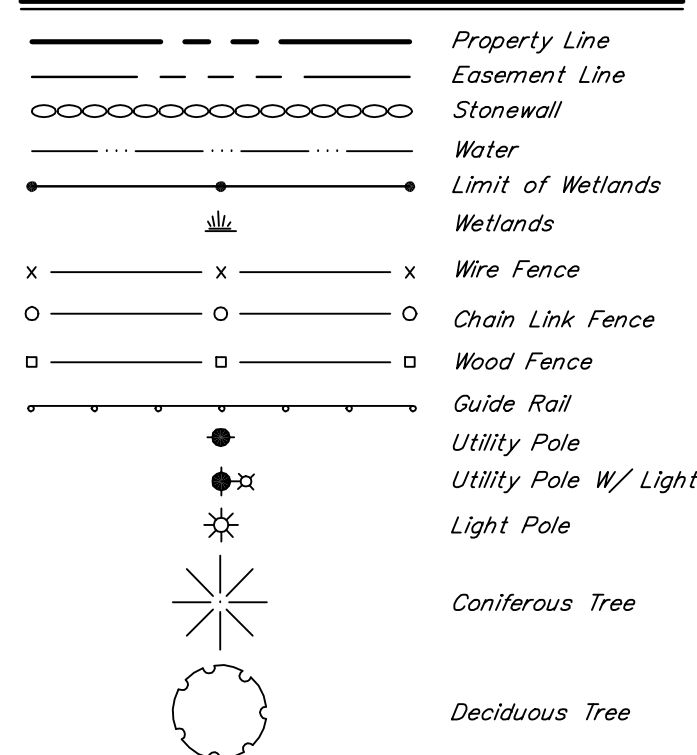 Property Line
Easement Line
Stonewall
Water
Limit of Wetlands
Wetlands
Wire Fence
Chain Link Fence
Wood Fence
Guide Rail
Utility Pole
Utility Pole W/ Light
Light Pole
Coniferous Tree
Deciduous Tree